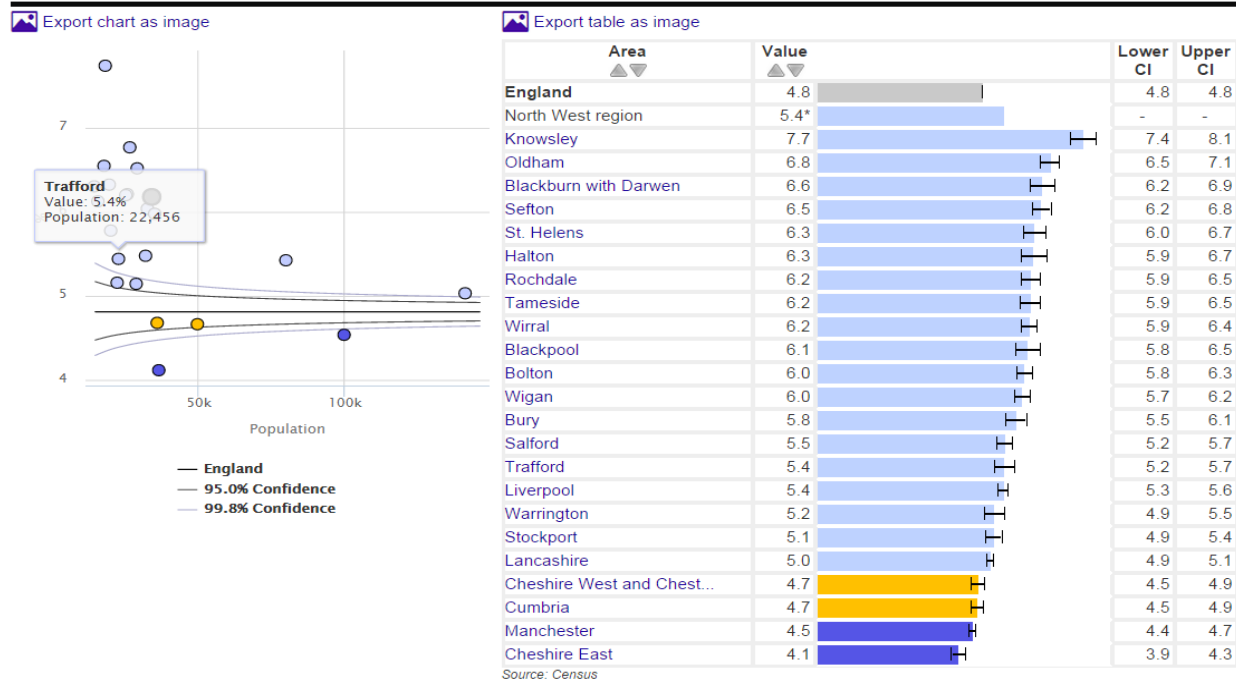 Export chart as image
7
Trafford
Value: 5.4%
Population: 22,456
5
4
50k 100k
Population
England
95.0% Confidence
99.8% Confidence
Export table as image
Area Value Lower CI Upper CI
England 4.8 4.8 4.8
North West region 5.4* - -
Knowsley 7.7 7.4 8.1
Oldham 6.8 6.5 7.1
Blackburn with Darwen 6.6 6.2 6.9
Sefton 6.5 6.2 6.8
St. Helens 6.3 6.0 6.7
Halton 6.3 5.9 6.7
Rochdale 6.2 5.9 6.5
Tameside 6.2 5.9 6.5
Wirral 6.2 5.9 6.4
Blackpool 6.1 5.8 6.5
Bolton 6.0 5.8 6.3
Wigan 6.0 5.7 6.2
Bury 5.8 5.5 6.1
Salford 5.5 5.2 5.7
Trafford 5.4 5.2 5.7
Liverpool 5.4 5.3 5.6
Warrington 5.2 4.9 5.5
Stockport 5.1 4.9 5.4
Lancashire 5.0 4.9 5.1
Cheshire West and Chest... 4.7 4.5 4.9
Cumbria 4.7 4.5 4.9
Manchester 4.5 4.4 4.7
Cheshire East 4.1 3.9 4.3
Source: Census